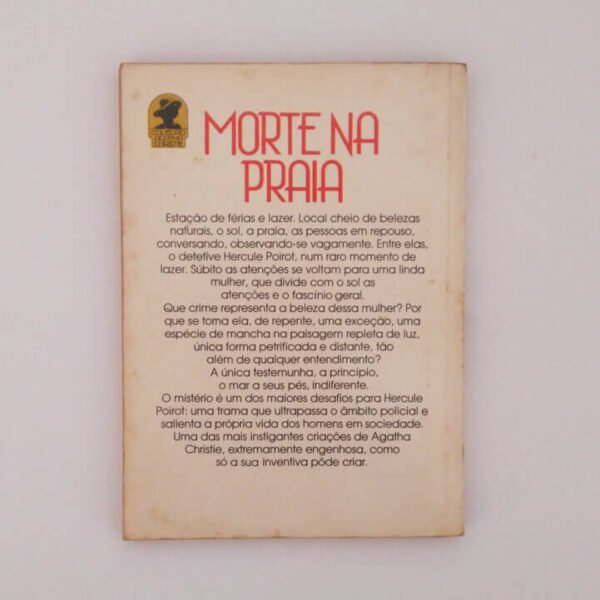 COLEÇÃO
AGATHA
CHRISTIE
MORTE NA
PRAIA
Estação de férias e lazer. Local cheio de belezas
nafurais, o sol, a praia, as pessoas em repouso,
conversando, observando-se vagamente. Entre elas,
o detetive Hercule Poirot, num raro momento de
lazer. Súbito as atenções se voltam para uma linda
mulher, que divide com o sol as
atenções e o fascínio geral.
Que crime representa a beleza dessa mulher? Por
que se torna ela, de repente, uma exceção, uma
espécie de mancha na paisagem repleta de luz,
única forma petrificada e distante, tão
além de qualquer entendimento?
A única testemunha, a princípio,
o mar a seus pés, indiferente.
O mistério é um dos maiores desafios para Hercule
Poirot: uma trama que ultrapassa o âmbito policial e
salienta a própria vida dos homens em sociedade.
Uma das mais instigantes criações de Agatha
Christie, extremamente engenhosa, como
só a sua inventiva póde criar.